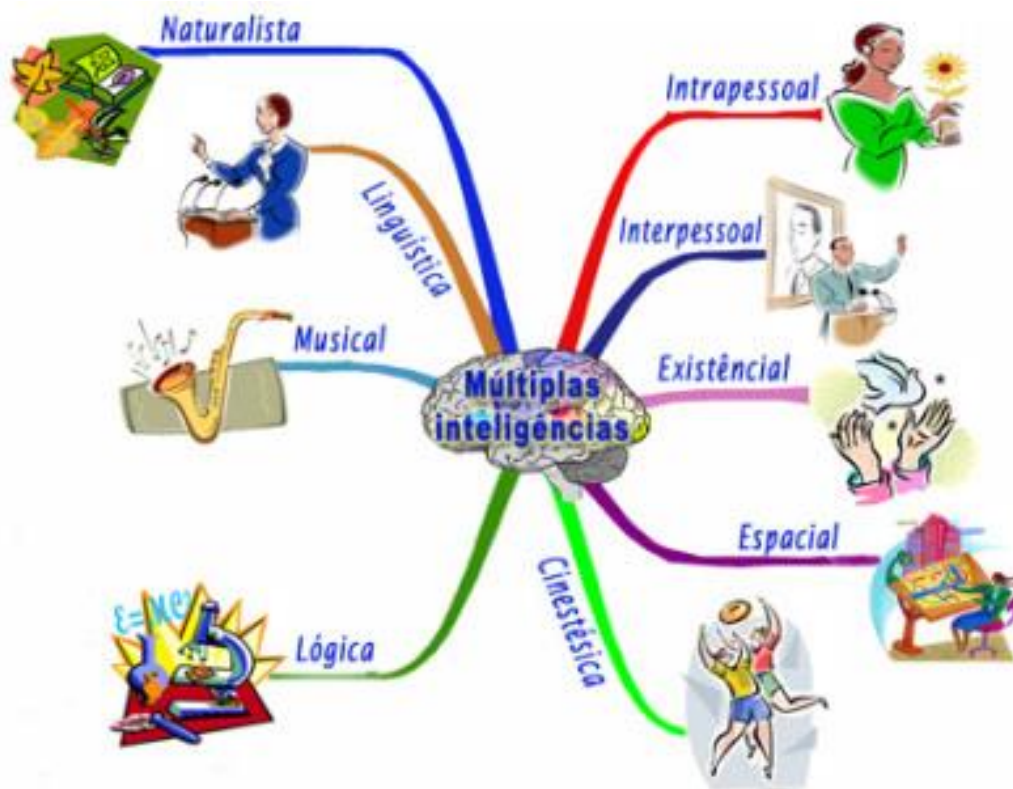 Naturalista
Intrapessoal
Linguística
Interpessoal
Musical
Existêncial
Múltiplas
inteligências
Espacial
Cinestésica
Lógica